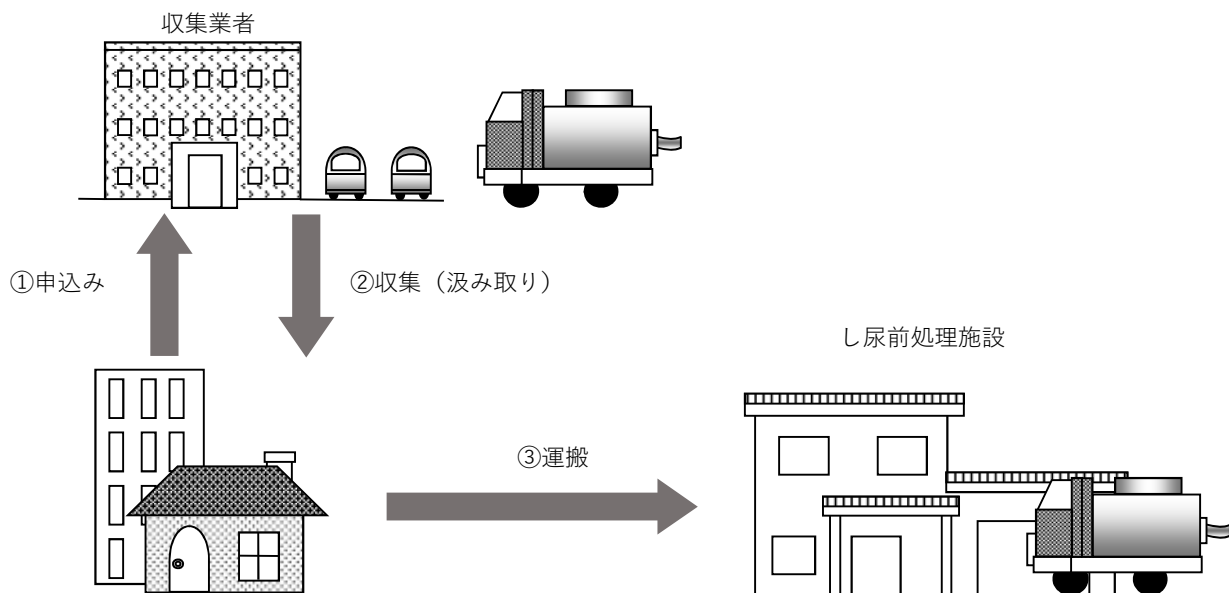 収集業者
①申込み
②収集（汲み取り）
し尿前処理施設
③運搬